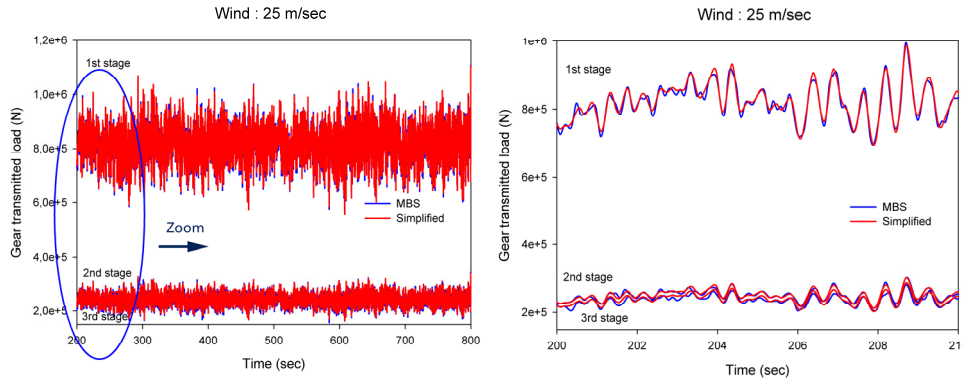 Wind : 25 m/sec
1,2e+6
1,0e+6
8,0e+5
6,0e+5
4,0e+5
2,0e+5
Gear transmitted load (N)
1st stage
MBS
Simplified
Zoom
2nd stage
3rd stage
200 300 400 500 600 700 800
Time (sec)
Wind : 25 m/sec
1e+6
8e+5
6e+5
4e+5
2e+5
Gear transmitted load (N)
1st stage
MBS
Simplified
2nd stage
3rd stage
200 202 204 206 208 21
Time (sec)